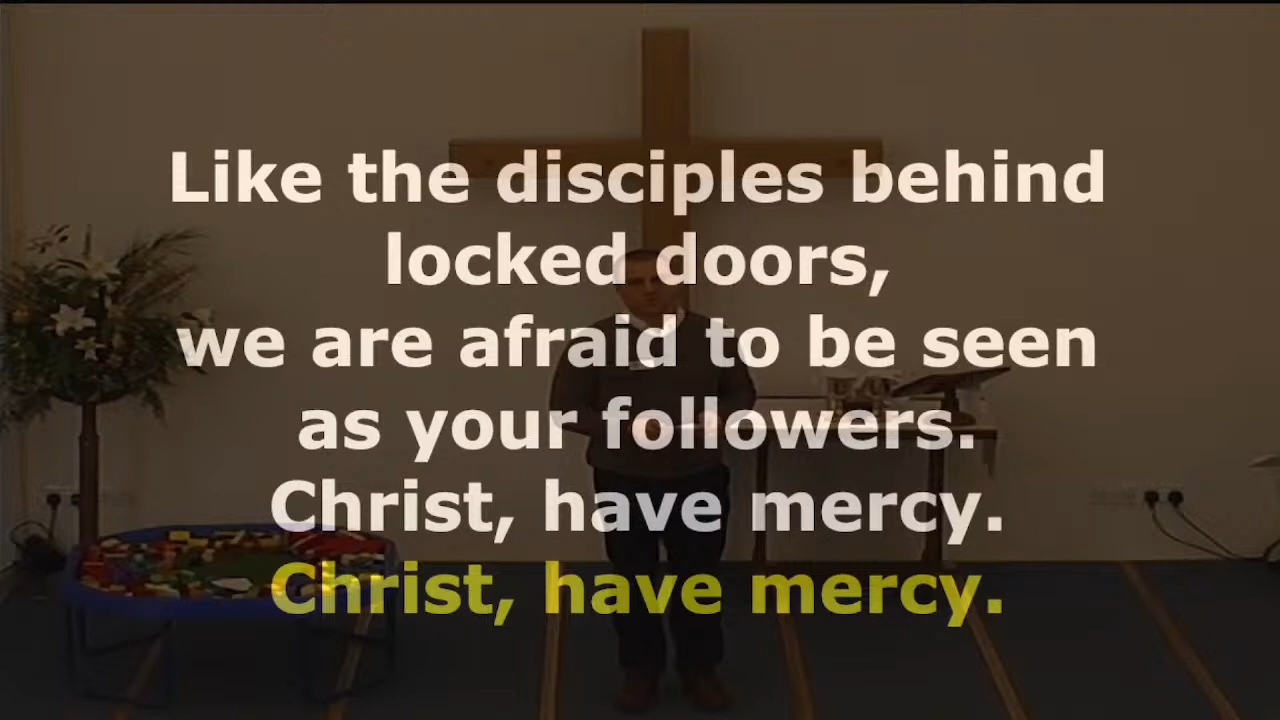 Like the disciples behind
locked doors,
we are afraid to be seen
as your followers.
Christ, have mercy.
Christ, have mercy.